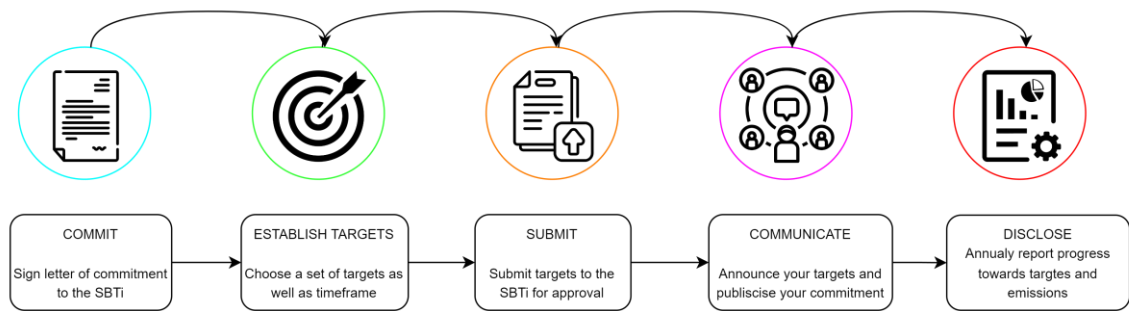 COMMIT
Sign letter of commitment
to the SBTi
ESTABLISH TARGETS
Choose a set of targets as
well as timeframe
SUBMIT
Submit targets to the
SBTi for approval
COMMUNICATE
Announce your targets and
publiscise your commitment
DISCLOSE
Annualy report progress
towards targtes and
emissions